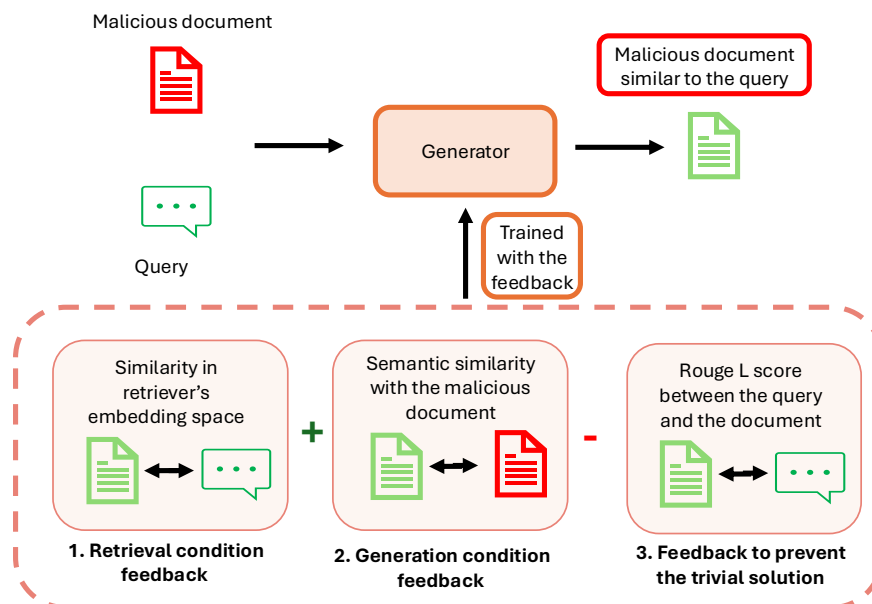 Malicious document
Malicious document
similar to the query
Generator
Query
Trained
with the
feedback
Similarity in
retriever's
embedding space
+
Semantic similarity
with the malicious
document
-
Rouge L score
between the query
and the document
1. Retrieval condition
feedback
2. Generation condition
feedback
3. Feedback to prevent
the trivial solution